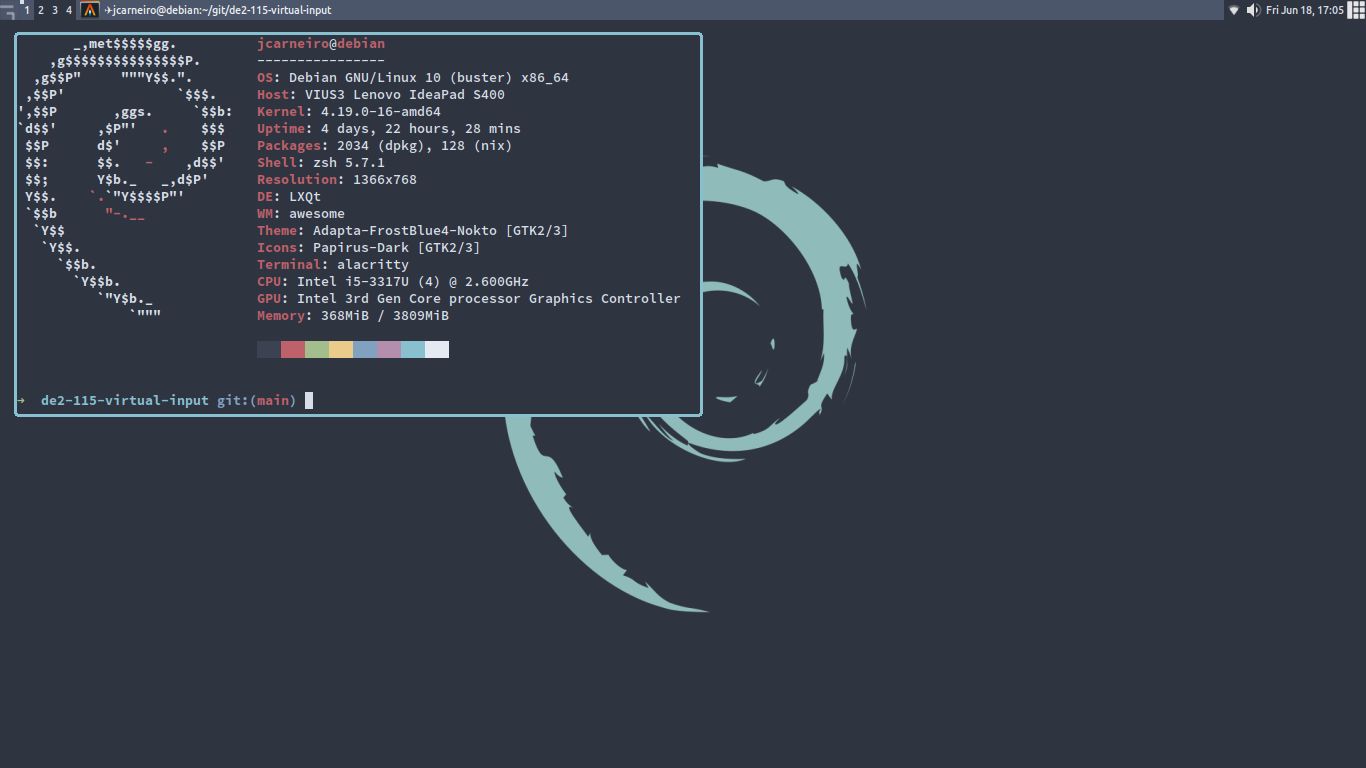 1 2 3 4 ✈jcarneiro@debian:~/git/de2-115-virtual-input Fri Jun 18, 17:05
       _,met$$$$$gg.          jcarneiro@debian
    ,g$$$$$$$$$$$$$$$P.       ----------------
  ,g$$P"     """Y$$.".        OS: Debian GNU/Linux 10 (buster) x86_64
 ,$$P'              `$$$.     Host: VIUS3 Lenovo IdeaPad S400
',$$P       ,ggs.     `$$b:   Kernel: 4.19.0-16-amd64
`d$$'     ,$P"'   .    $$$    Uptime: 4 days, 22 hours, 28 mins
 $$P      d$'     ,    $$P    Packages: 2034 (dpkg), 128 (nix)
 $$:      $$.   -    ,d$$'    Shell: zsh 5.7.1
 $$;      Y$b._   _,d$P'      Resolution: 1366x768
 Y$$.    `.`"Y$$$$P"'         DE: LXQt
 `$$b      "-.__              WM: awesome
  `Y$$                        Theme: Adapta-FrostBlue4-Nokto [GTK2/3]
   `Y$$.                      Icons: Papirus-Dark [GTK2/3]
     `$$b.                    Terminal: alacritty
       `Y$$b.                 CPU: Intel i5-3317U (4) @ 2.600GHz
          `"Y$b._             GPU: Intel 3rd Gen Core processor Graphics Controller
              `"""            Memory: 368MiB / 3809MiB
→  de2-115-virtual-input git:(main)